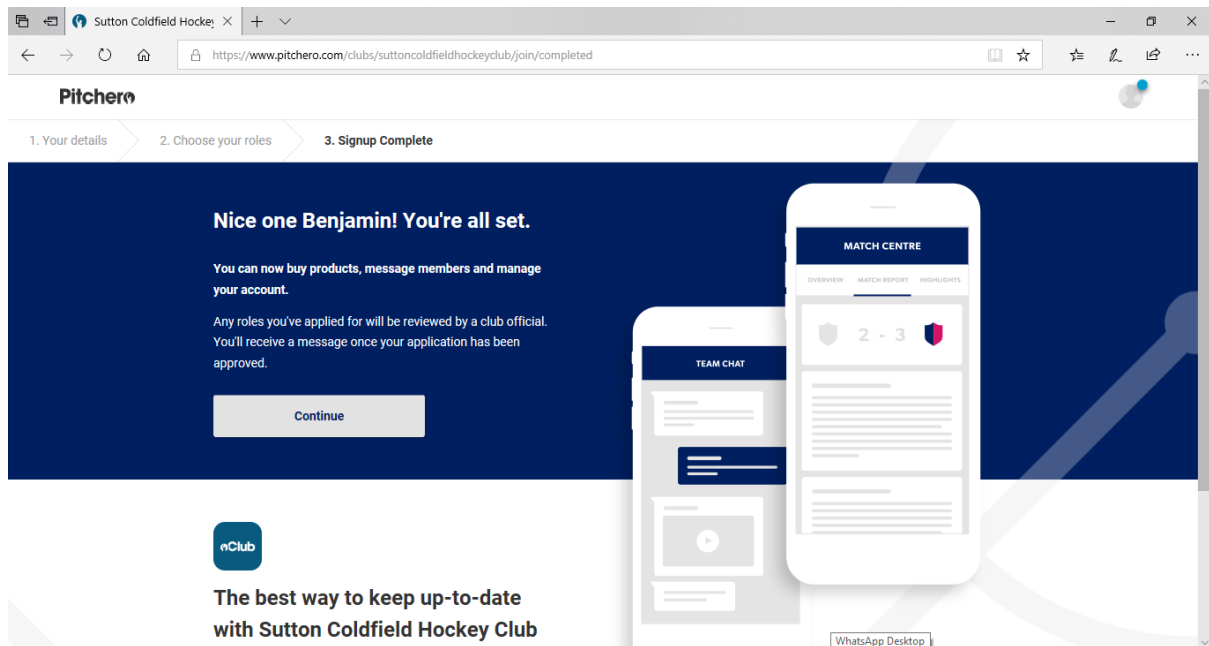 Sutton Coldfield Hockey
https://www.pitchero.com/clubs/suttoncoldfieldhockeyclub/join/completed
Pitchero
1. Your details
2. Choose your roles
3. Signup Complete
Nice one Benjamin! You're all set.
You can now buy products, message members and manage
your account.
Any roles you've applied for will be reviewed by a club official.
You'll receive a message once your application has been
approved.
Continue
MATCH CENTRE
OVERVIEW MATCH REPORT HIGHLIGHTS
2 - 3
TEAM CHAT
Club
The best way to keep up-to-date
with Sutton Coldfield Hockey Club
WhatsApp Desktop